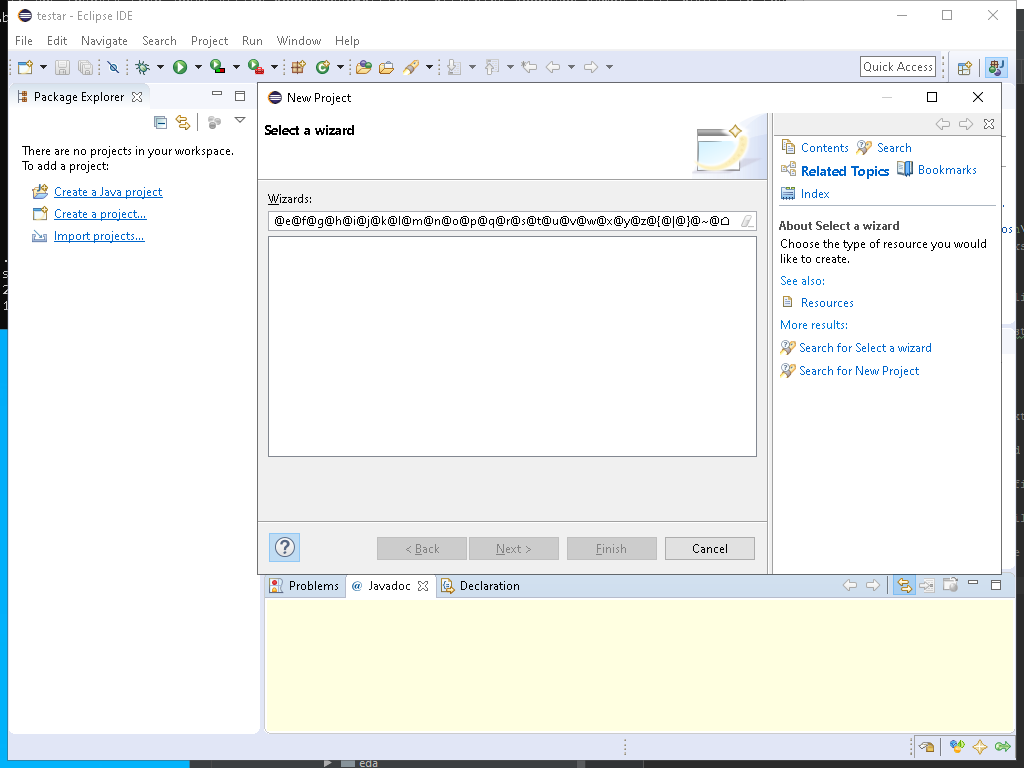 testar - Eclipse IDE
File Edit Navigate Search Project Run Window Help
Quick Access
Package Explorer
There are no projects in your workspace.
To add a project:
Create a Java project
Create a project...
Import projects...
New Project
Select a wizard
Wizards:
@e@f@g@h@i@j@k@l@m@n@o@p@q@r@s@t@u@v@w@x@y@z@{@|@}@~@⌂
< Back Next > Finish Cancel
Contents Search
Related Topics Bookmarks
Index
About Select a wizard
Choose the type of resource you would
like to create.
See also:
Resources
More results:
Search for Select a wizard
Search for New Project
Problems @ Javadoc Declaration
eda